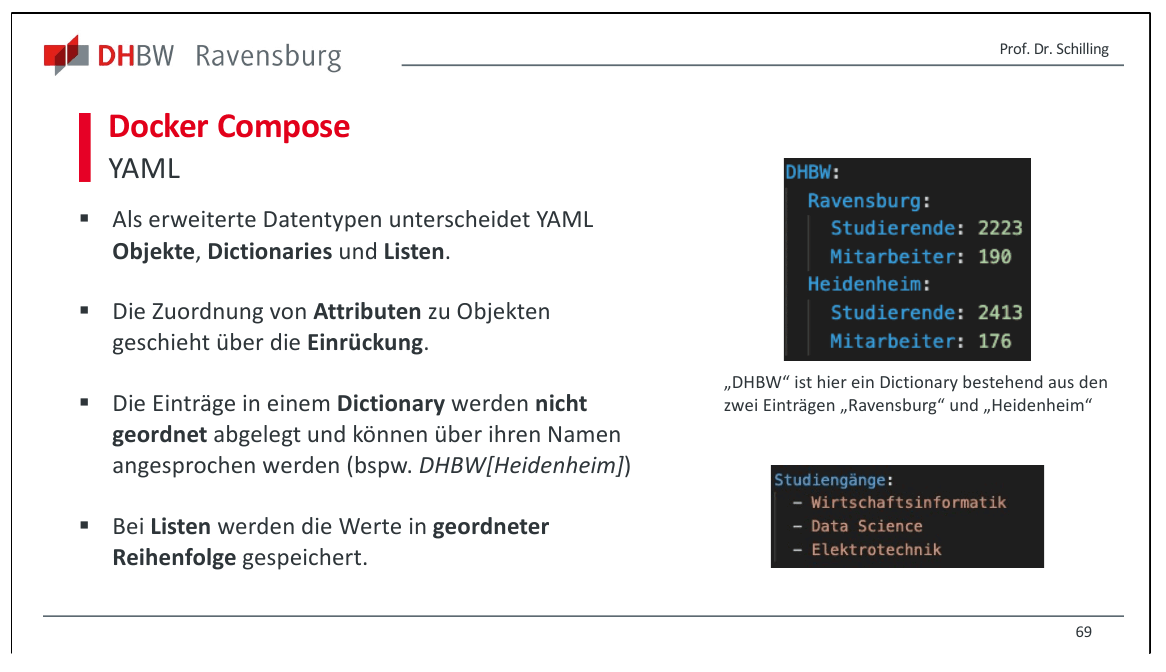 DHBW Ravensburg
Prof. Dr. Schilling
Docker Compose
YAML
▪ Als erweiterte Datentypen unterscheidet YAML
Objekte, Dictionaries und Listen.
▪ Die Zuordnung von Attributen zu Objekten
geschieht über die Einrückung.
▪ Die Einträge in einem Dictionary werden nicht
geordnet abgelegt und können über ihren Namen
angesprochen werden (bspw. DHBW[Heidenheim])
▪ Bei Listen werden die Werte in geordneter
Reihenfolge gespeichert.
DHBW:
  Ravensburg:
    Studierende: 2223
    Mitarbeiter: 190
  Heidenheim:
    Studierende: 2413
    Mitarbeiter: 176
„DHBW“ ist hier ein Dictionary bestehend aus den
zwei Einträgen „Ravensburg“ und „Heidenheim“
Studiengänge:
  – Wirtschaftsinformatik
  – Data Science
  – Elektrotechnik
69